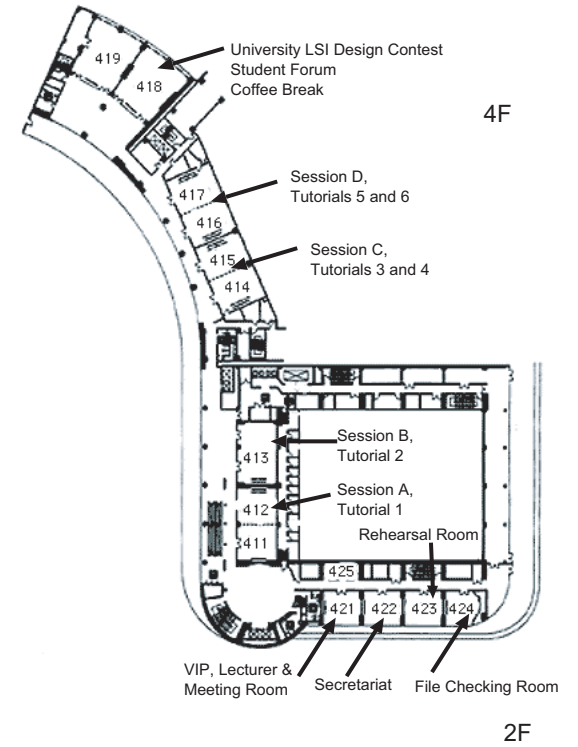 419
418
University LSI Design Contest
Student Forum
Coffee Break
4F
417
416
Session D,
Tutorials 5 and 6
415
414
Session C,
Tutorials 3 and 4
413
Session B,
Tutorial 2
412
411
Session A,
Tutorial 1
Rehearsal Room
425
421
422
423
424
VIP, Lecturer &
Meeting Room
Secretariat
File Checking Room
2F